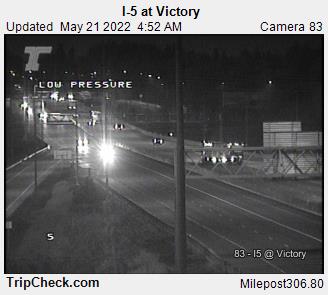 I-5 at Victory
Updated May 21 2022 4:52 AM Camera 83
T
LOW PRESSURE
S
83 - I5 @ Victory
TripCheck.com Milepost306.80